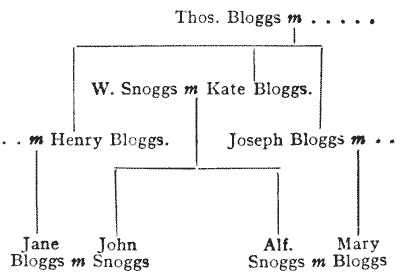 Thos. Bloggs m . . . . .
W. Snoggs m Kate Bloggs.
. . m Henry Bloggs.
Joseph Bloggs m . .
Jane
Bloggs m
John
Snoggs
Alf.
Snoggs m
Mary
Bloggs